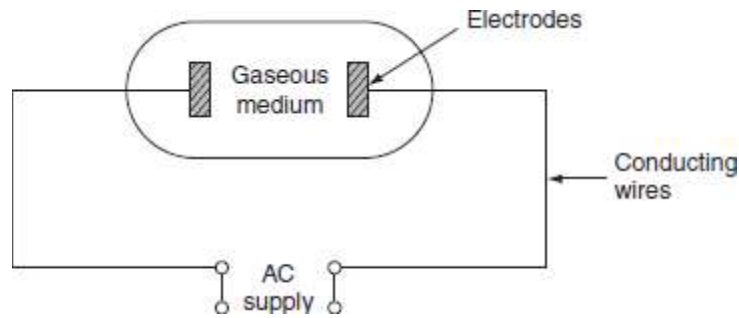 Electrodes
Gaseous
medium
Conducting
wires
AC
supply